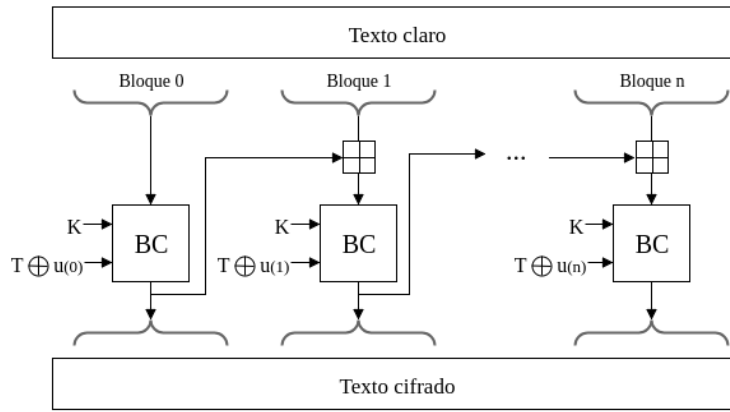 Texto claro
Bloque 0 Bloque 1 Bloque n
...
K K K
BC BC BC
T ⊕ u(0) T ⊕ u(1) T ⊕ u(n)
Texto cifrado